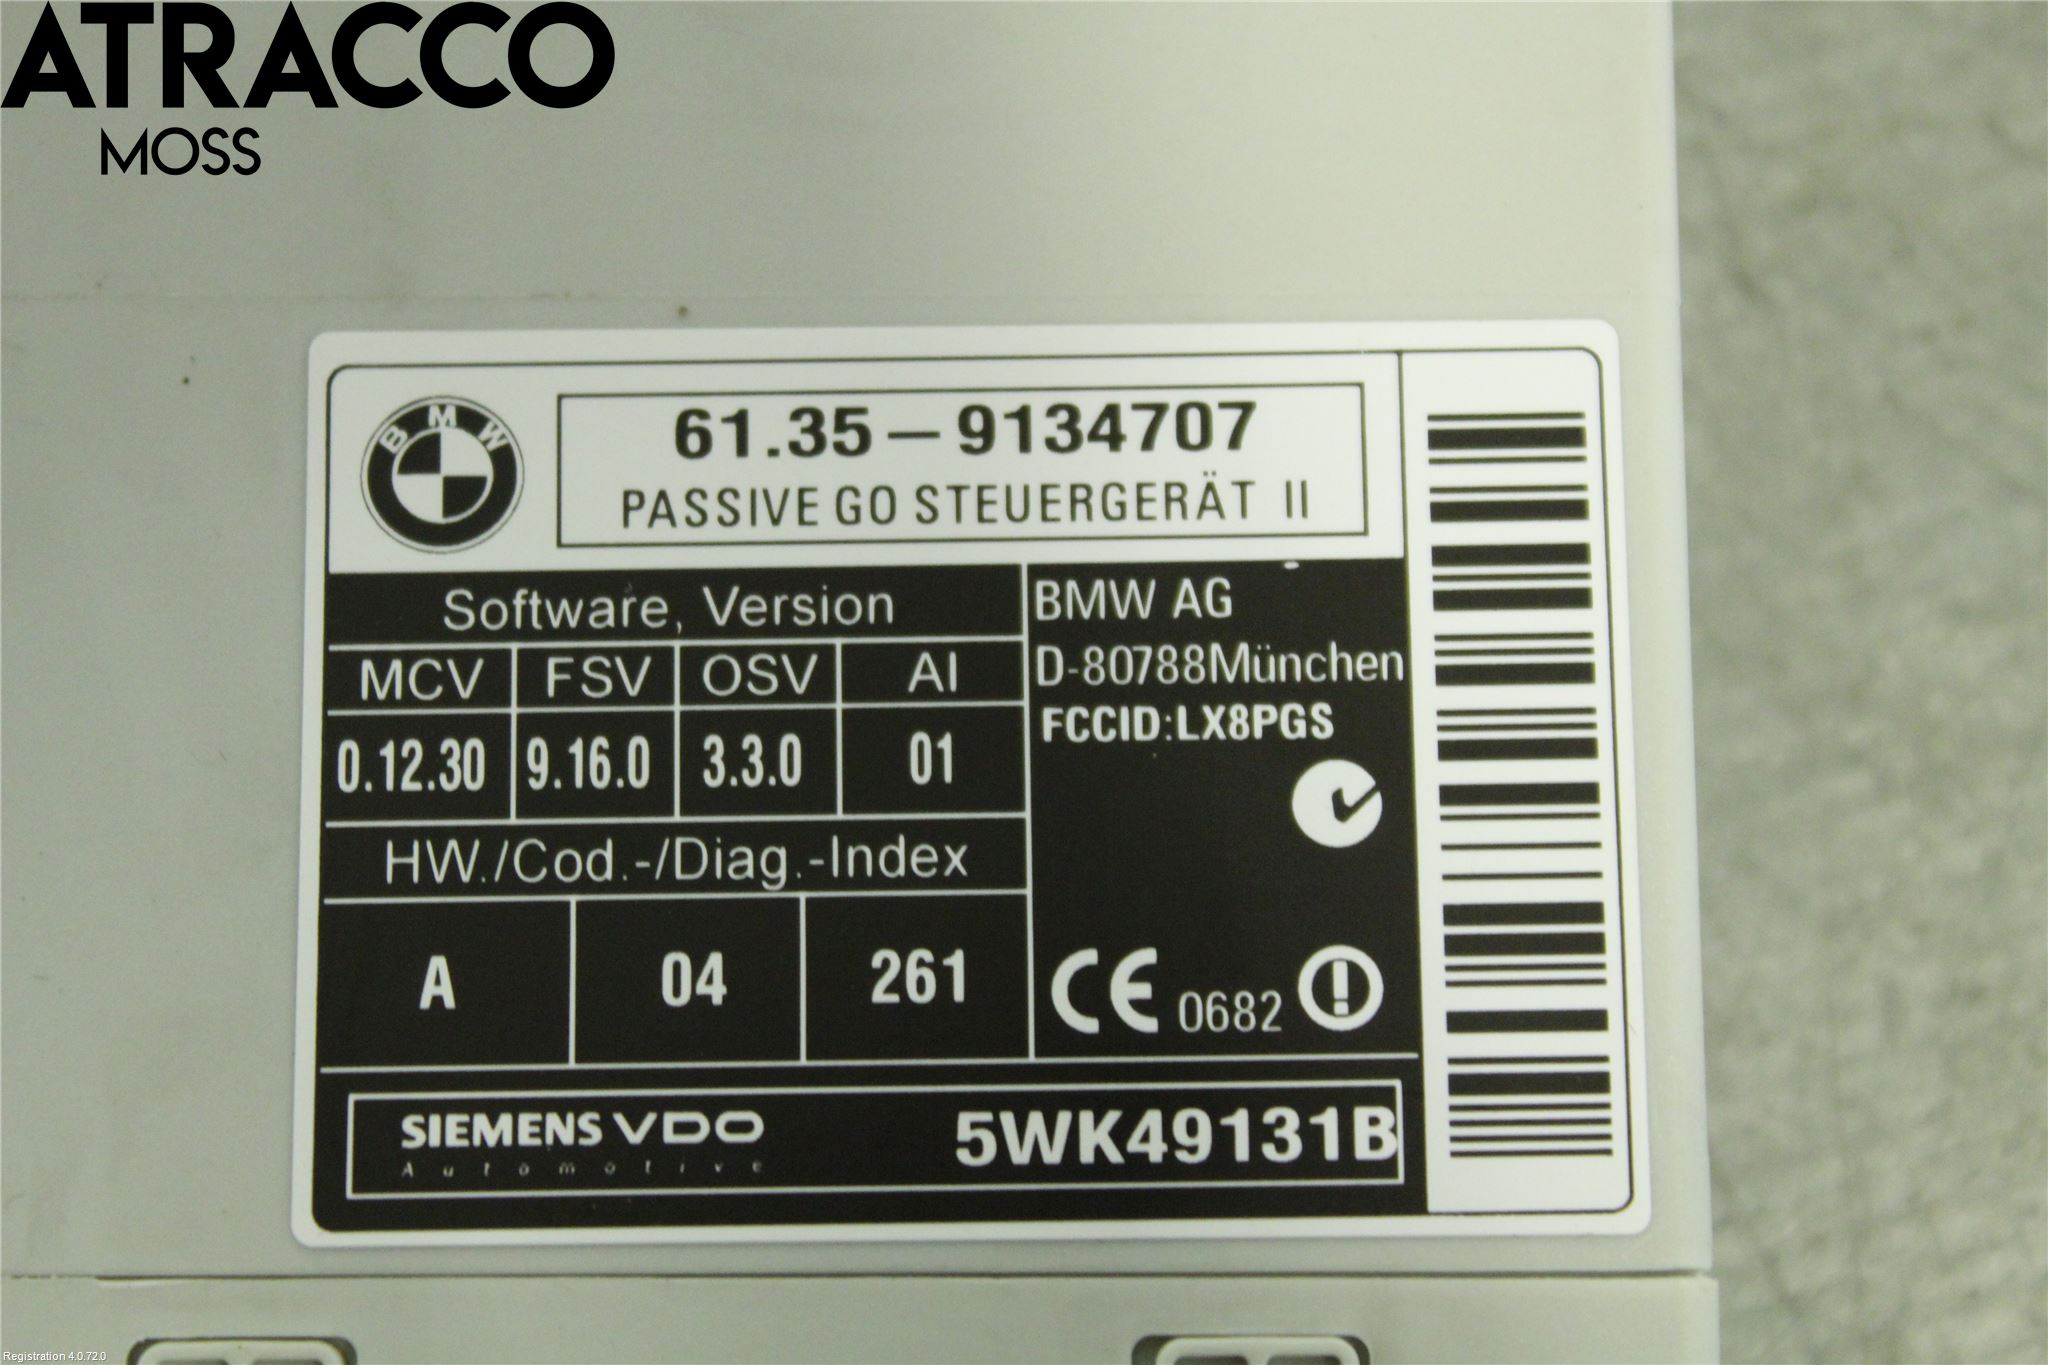 ATRACCO
MOSS
BMW
61.35-9134707
PASSIVE GO STEUERGERÄT II
Software, Version
MCV FSV OSV AI
0.12.30 9.16.0 3.3.0 01
HW./Cod.-/Diag.-Index
A 04 261
BMW AG
D-80788München
FCCID:LX8PGS
CE 0682
SIEMENS VDO
Automotive
5WK49131B
Registration 4.0.72.0